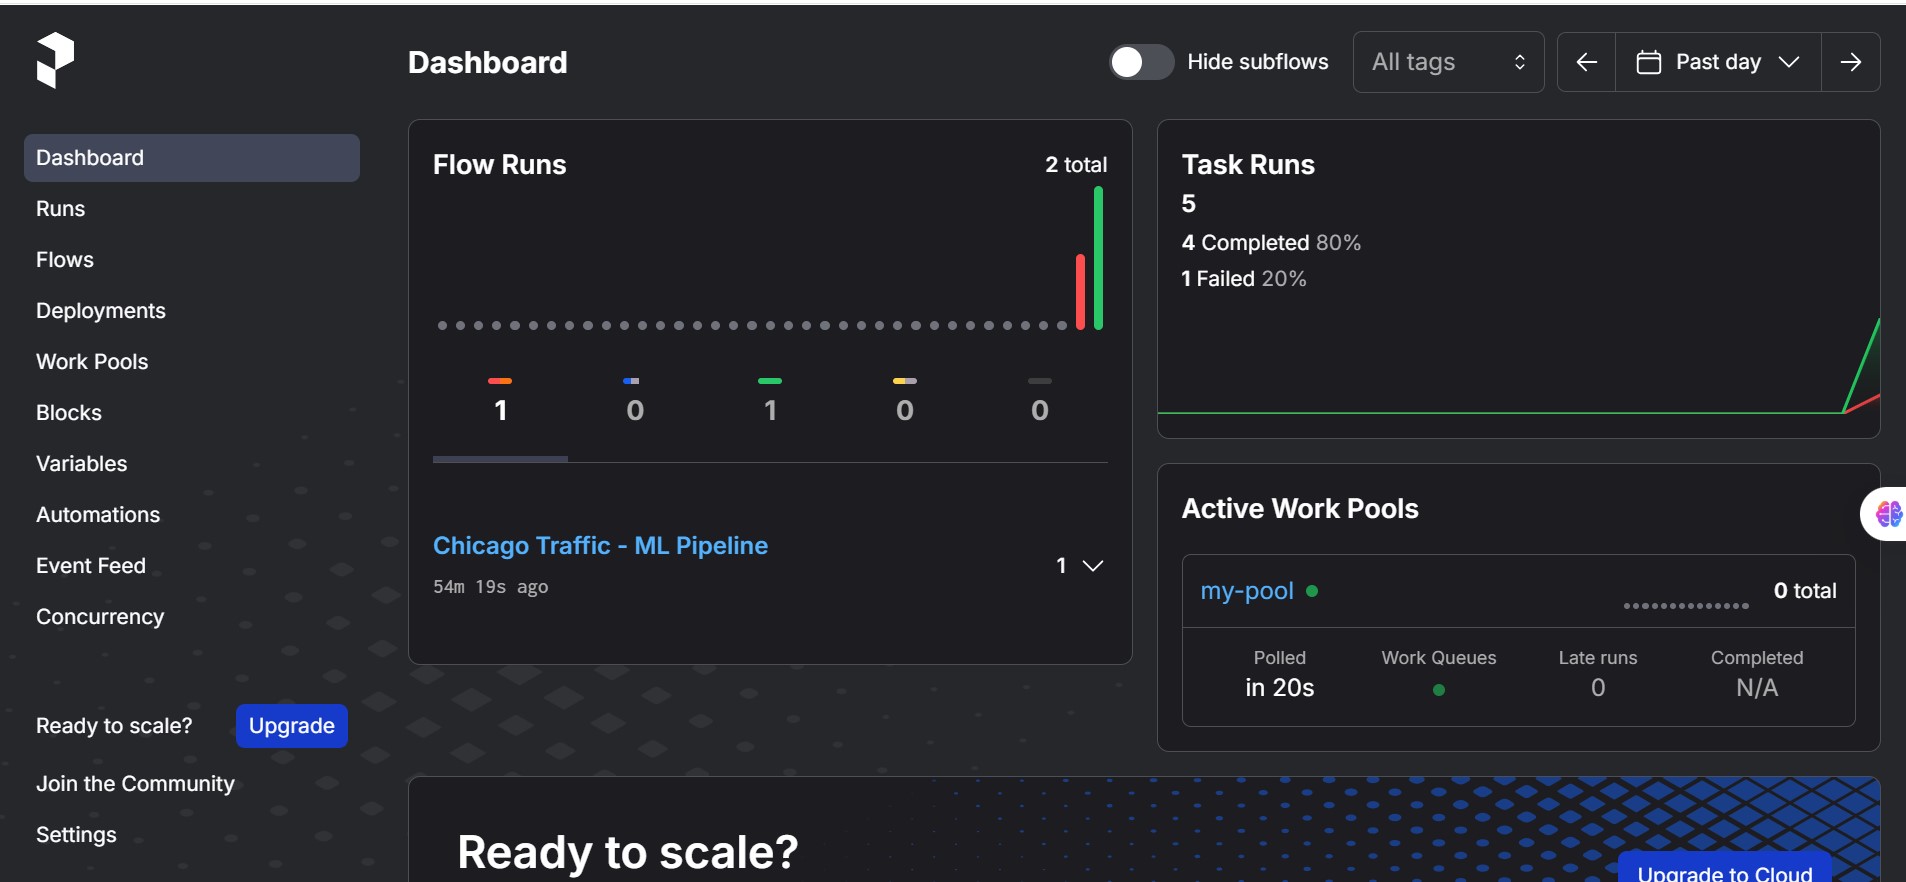 Dashboard
Hide subflows
All tags
Past day
Dashboard
Runs
Flows
Deployments
Work Pools
Blocks
Variables
Automations
Event Feed
Concurrency
Ready to scale?
Upgrade
Join the Community
Settings
Flow Runs
2 total
1
0
1
0
0
Chicago Traffic - ML Pipeline
1
54m 19s ago
Task Runs
5
4 Completed 80%
1 Failed 20%
Active Work Pools
my-pool
0 total
Polled
in 20s
Work Queues
Late runs
0
Completed
N/A
Ready to scale?
Upgrade to Cloud